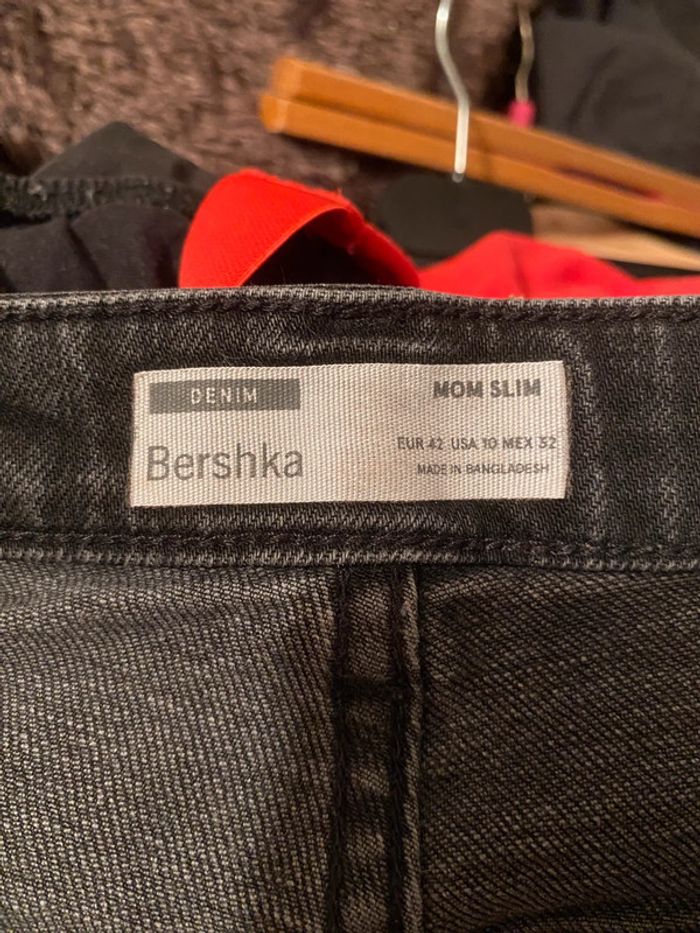 DENIM
MOM SLIM
Bershka
EUR 42 USA 10 MEX 32
MADE IN BANGLADESH